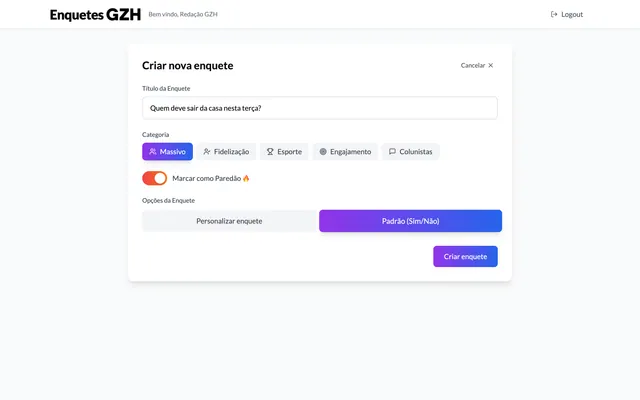 Enquetes GZH Bem vindo, Redação GZH Logout
Criar nova enquete Cancelar ✕
Título da Enquete
Quem deve sair da casa nesta terça?
Categoria
Massivo Fidelização Esporte Engajamento Colunistas
Marcar como Paredão 🔥
Opções da Enquete
Personalizar enquete Padrão (Sim/Não)
Criar enquete